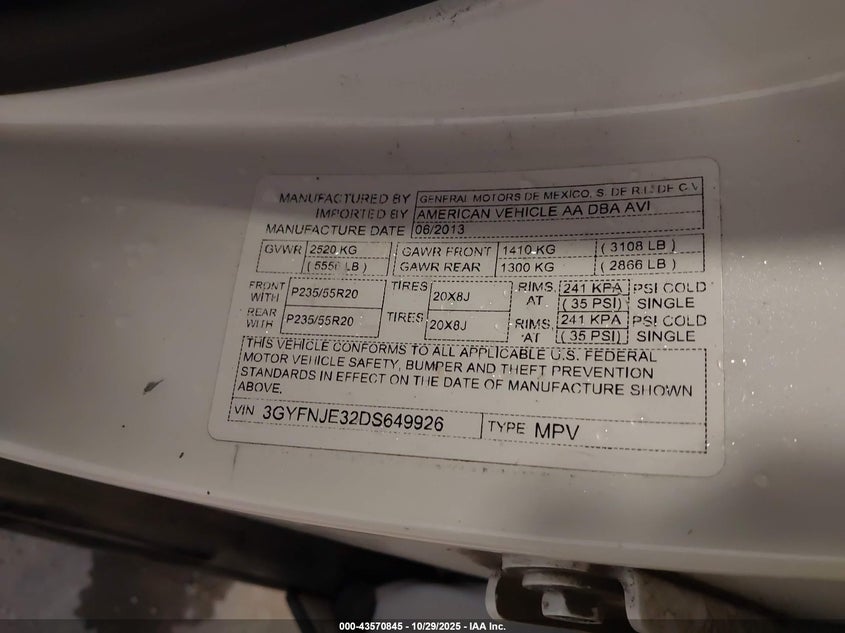 MANUFACTURED BY GENERAL MOTORS DE MEXICO, S. DE R.L. DE C.V.
IMPORTED BY AMERICAN VEHICLE AA DBA AVI
MANUFACTURE DATE 06/2013
GVWR 2520 KG GAWR FRONT 1410 KG ( 3108 LB )
( 5556 LB ) GAWR REAR 1300 KG ( 2866 LB )
FRONT WITH P235/55R20 TIRES 20X8J RIMS, AT 241 KPA ( 35 PSI) PSI COLD SINGLE
REAR WITH P235/55R20 TIRES 20X8J RIMS, AT 241 KPA ( 35 PSI) PSI COLD SINGLE
THIS VEHICLE CONFORMS TO ALL APPLICABLE U.S. FEDERAL
MOTOR VEHICLE SAFETY, BUMPER AND THEFT PREVENTION
STANDARDS IN EFFECT ON THE DATE OF MANUFACTURE SHOWN
ABOVE.
VIN 3GYFNJE32DS649926 TYPE MPV
000-43570845 - 10/29/2025 - IAA Inc.